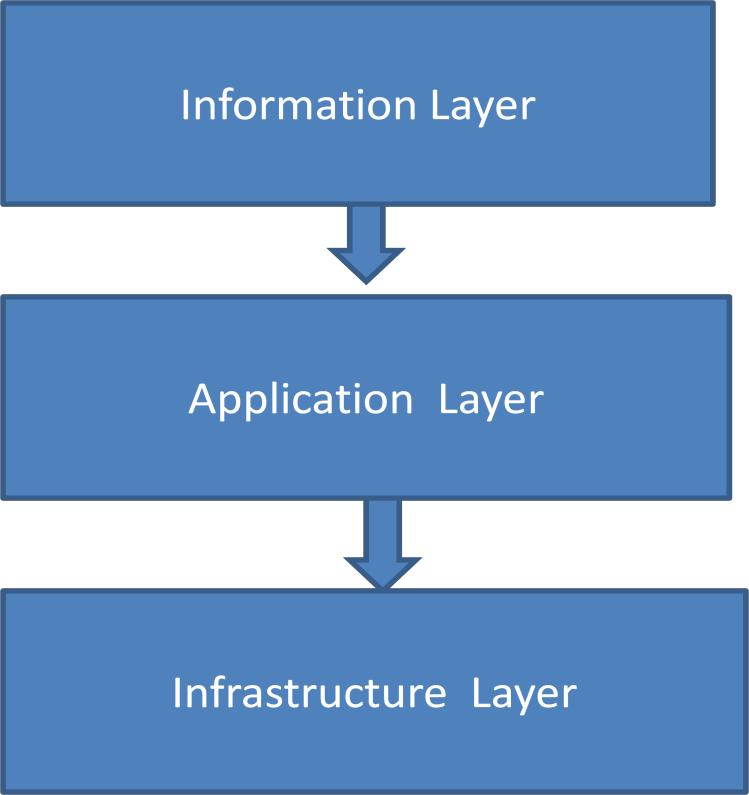 Information Layer
Application  Layer
Infrastructure  Layer